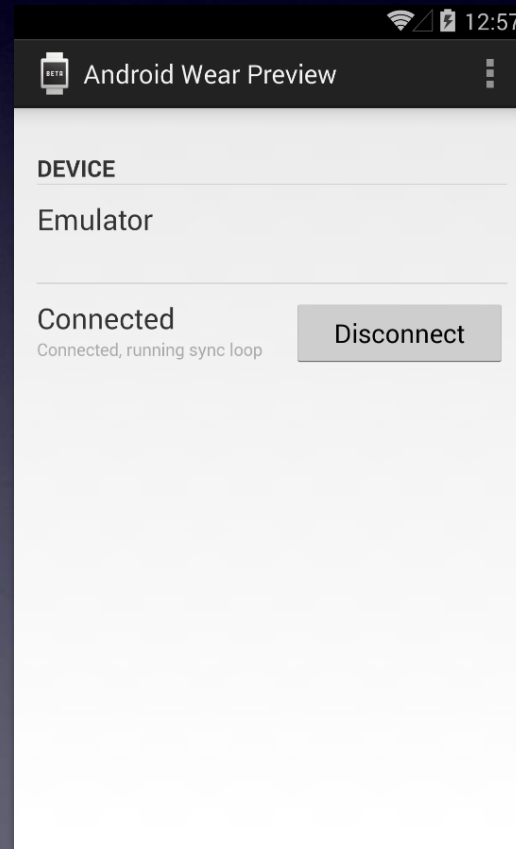 12:57
BETA
Android Wear Preview
DEVICE
Emulator
Connected
Connected, running sync loop
Disconnect